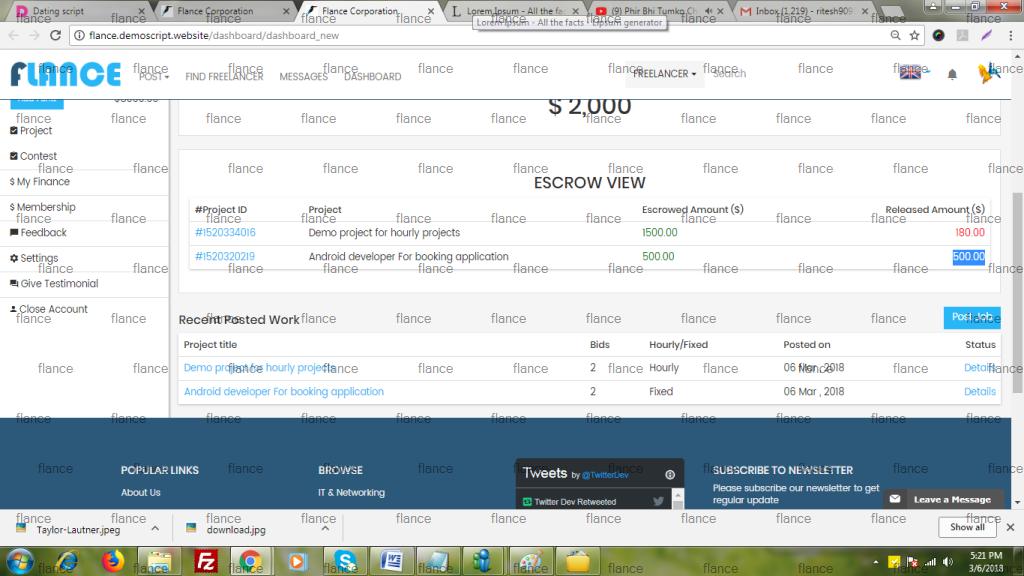 Dating script
Flance Corporation
Flance Corporation
Lorem Ipsum - All the fa
(9) Phir Bhi Tumko Ch
Inbox (1,219) - ritesh909
Lorem Ipsum - All the facts - Lipsum generator
flance.demoscript.website/dashboard/dashboard_new
FLANCE
POST
FIND FREELANCER
MESSAGES
DASHBOARD
FREELANCER
Search
$ 2,000
Project
Contest
$ My Finance
$ Membership
Feedback
Settings
Give Testimonial
Close Account
ESCROW VIEW
#Project ID Project Escrowed Amount ($) Released Amount ($)
#1520334016 Demo project for hourly projects 1500.00 180.00
#1520320219 Android developer For booking application 500.00 500.00
Recent Posted Work
Post Job
Project title Bids Hourly/Fixed Posted on Status
Demo project for hourly projects 2 Hourly 06 Mar , 2018 Details
Android developer For booking application 2 Fixed 06 Mar , 2018 Details
POPULAR LINKS
About Us
BROWSE
IT & Networking
Tweets by @TwitterDev
Twitter Dev Retweeted
SUBSCRIBE TO NEWSLETTER
Please subscribe our newsletter to get
regular update
Leave a Message
Taylor-Lautner.jpeg
download.jpg
Show all
5:21 PM
3/6/2018
flance